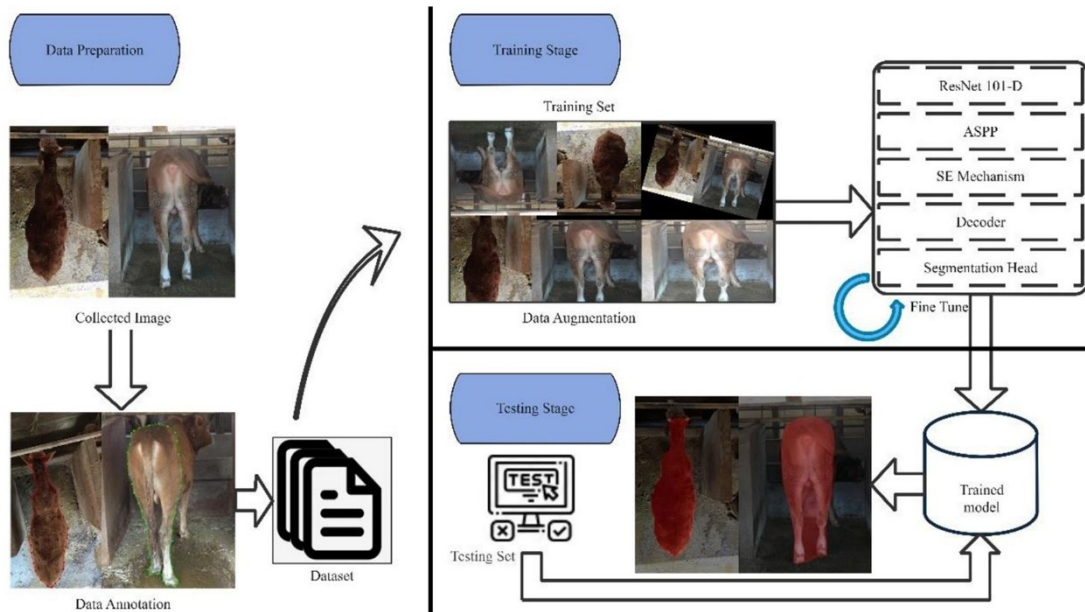 Data Preparation
Collected Image
Data Annotation
Dataset
Training Stage
Training Set
Data Augmentation
ResNet 101-D
ASPP
SE Mechanism
Decoder
Segmentation Head
Fine Tune
Testing Stage
TEST
Testing Set
Trained
model